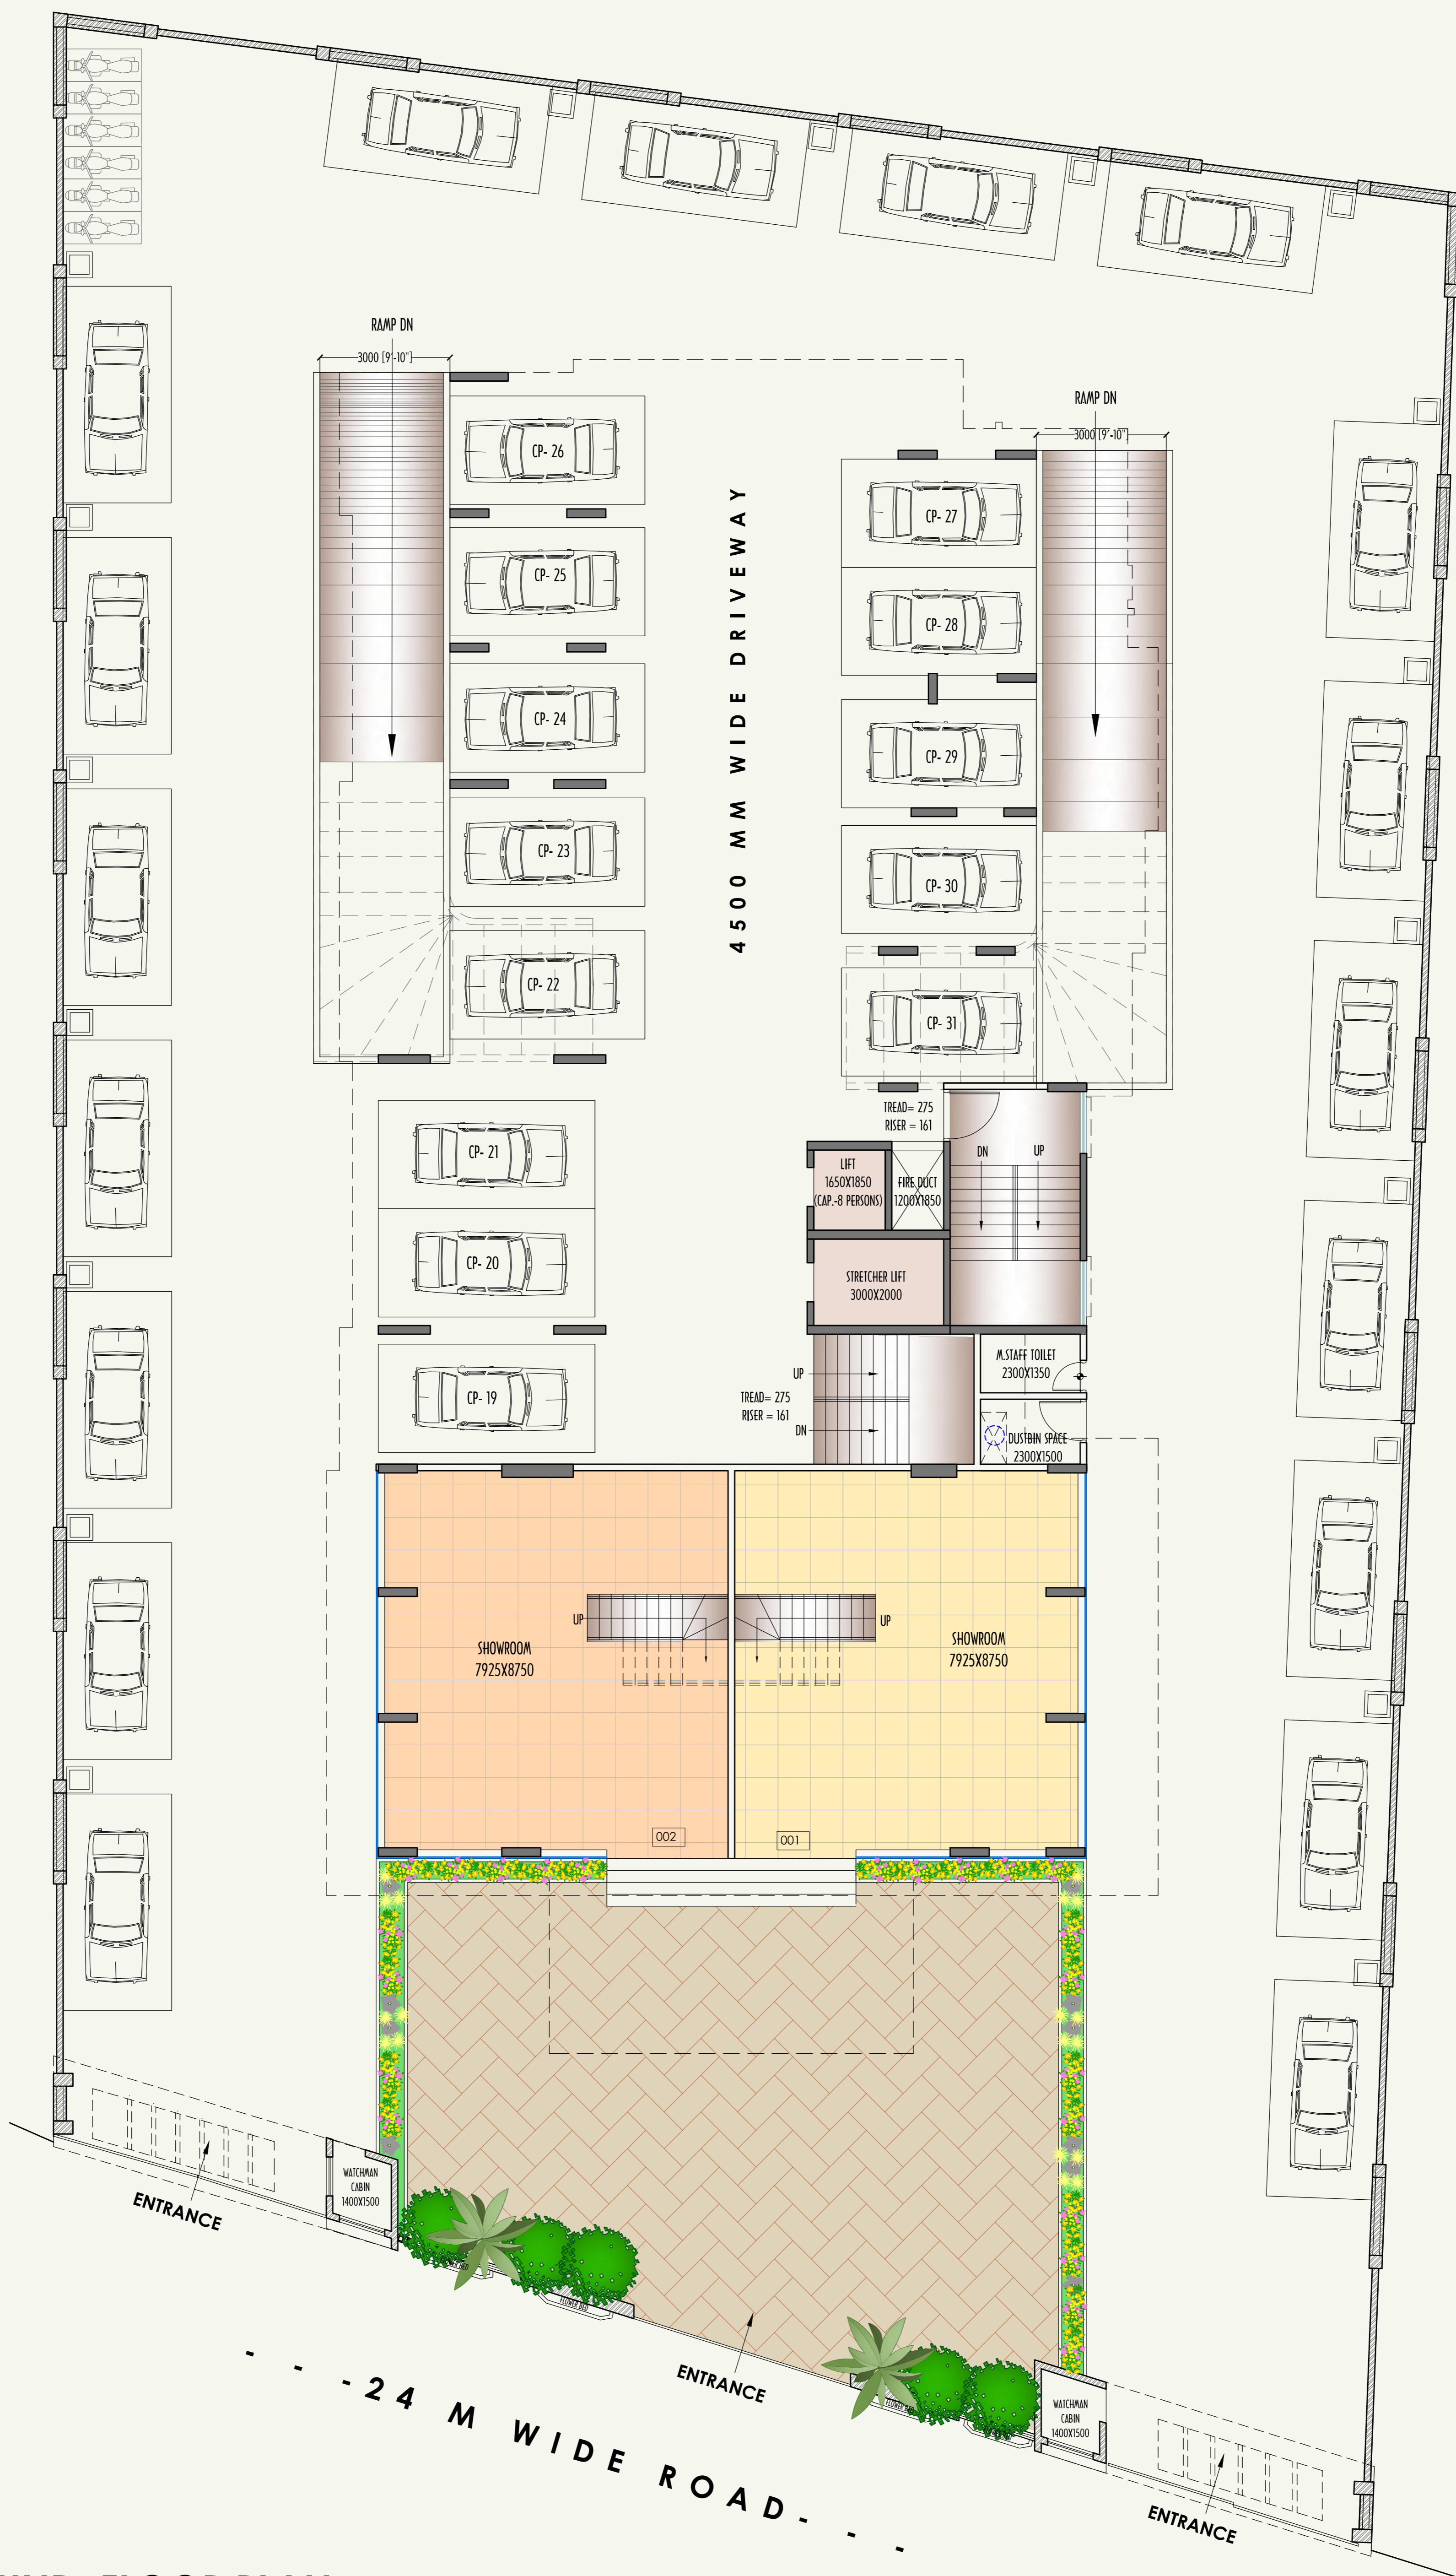 RAMP DN
3000 [9'-10"]
RAMP DN
3000 [9'-10"
CP- 26
CP- 27
CP- 25
CP- 28
4500 MM WIDE DRIVEWAY
CP- 24
CP- 29
CP- 23
CP- 30
CP- 22
CP- 31
TREAD= 275
RISER = 161
CP- 21
DN
UP
LIFT
1650X1850
(CAP.-8 PERSONS)
FIRE DUCT
1200X1850
CP- 20
STRETCHER LIFT
3000X2000
M.STAFF TOILET
2300X1350
UP
CP- 19
TREAD= 275
RISER = 161
DN
DUSTBIN SPACE
2300X1500
UP
UP
SHOWROOM
7925X8750
SHOWROOM
7925X8750
002
001
WATCHMAN
CABIN
1400X1500
ENTRANCE
FLOWER BED
ENTRANCE
FLOWER BED
WATCHMAN
CABIN
1400X1500
- - -24 M WIDE ROAD- - -
ENTRANCE